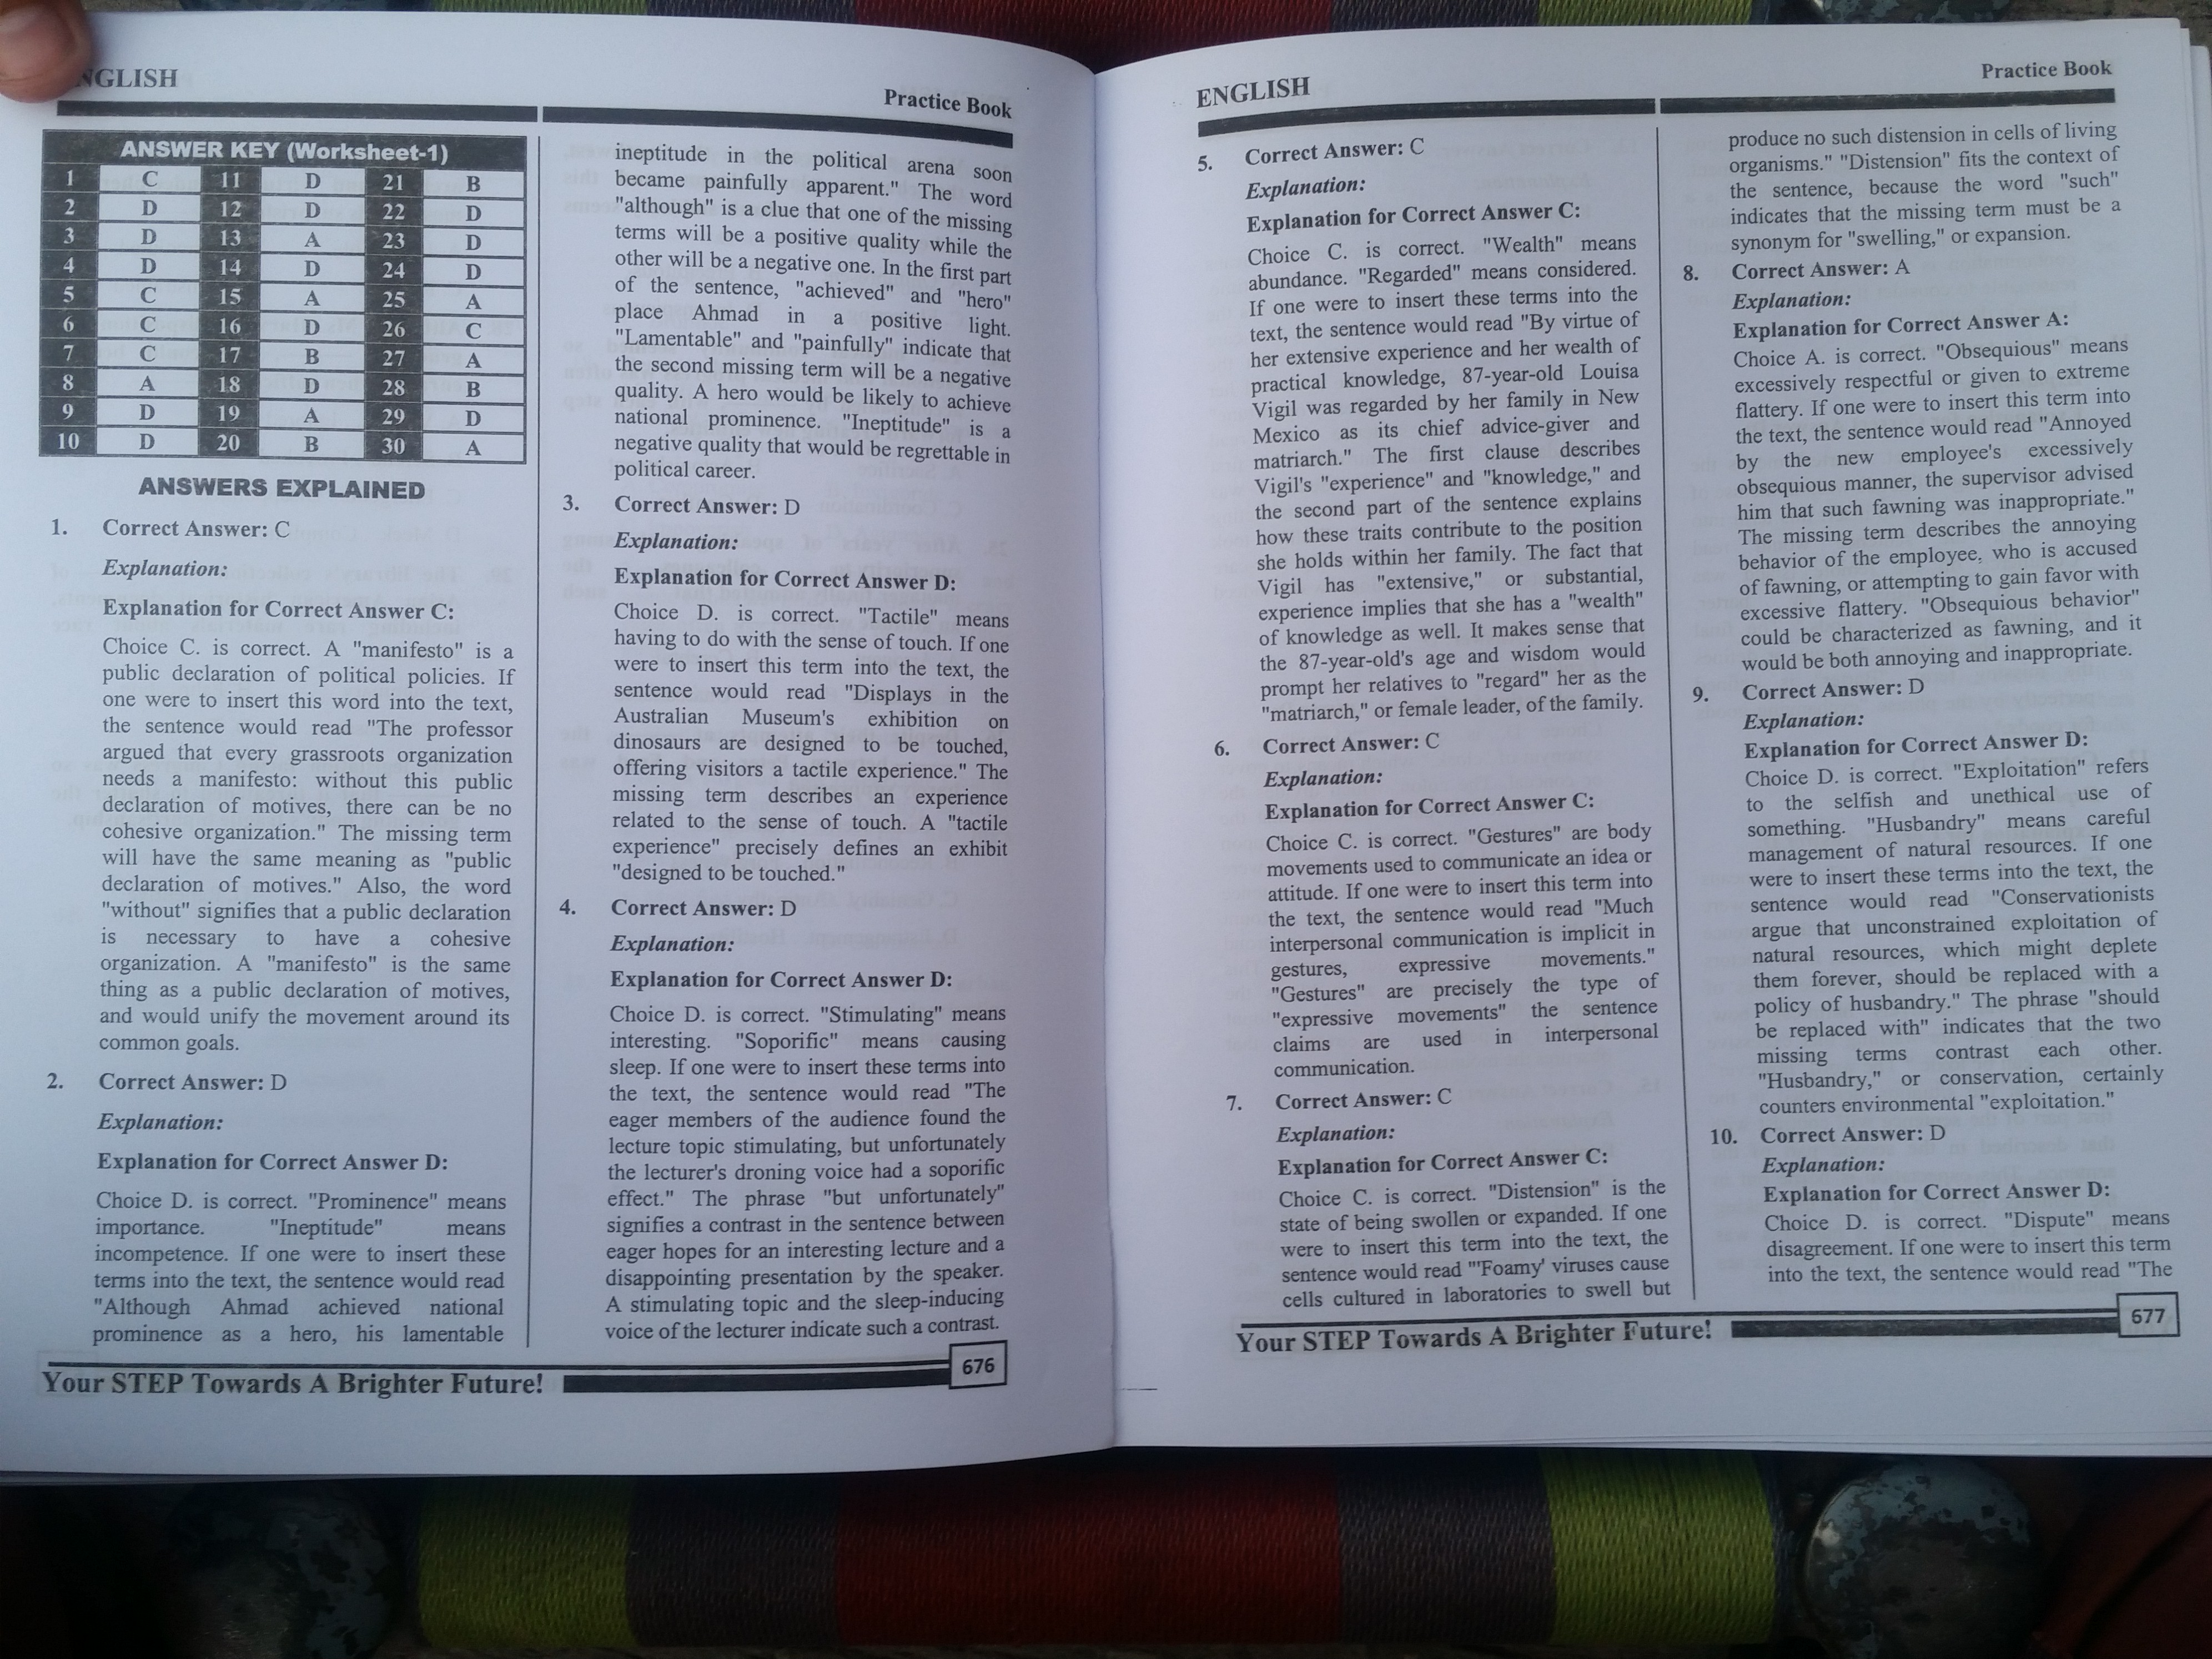 NGLISH
Practice Book
ANSWER KEY (Worksheet-1)
1 C 11 D 21 B
2 D 12 D 22 D
3 D 13 A 23 D
4 D 14 D 24 D
5 C 15 A 25 A
6 C 16 D 26 C
7 C 17 B 27 A
8 A 18 D 28 B
9 D 19 A 29 D
10 D 20 B 30 A
ANSWERS EXPLAINED
1. Correct Answer: C
Explanation:
Explanation for Correct Answer C:
Choice C. is correct. A "manifesto" is a
public declaration of political policies. If
one were to insert this word into the text,
the sentence would read "The professor
argued that every grassroots organization
needs a manifesto: without this public
declaration of motives, there can be no
cohesive organization." The missing term
will have the same meaning as "public
declaration of motives." Also, the word
"without" signifies that a public declaration
is necessary to have a cohesive
organization. A "manifesto" is the same
thing as a public declaration of motives,
and would unify the movement around its
common goals.
2. Correct Answer: D
Explanation:
Explanation for Correct Answer D:
Choice D. is correct. "Prominence" means
importance. "Ineptitude" means
incompetence. If one were to insert these
terms into the text, the sentence would read
"Although Ahmad achieved national
prominence as a hero, his lamentable
ineptitude in the political arena soon
became painfully apparent." The word
"although" is a clue that one of the missing
terms will be a positive quality while the
other will be a negative one. In the first part
of the sentence, "achieved" and "hero"
place Ahmad in a positive light.
"Lamentable" and "painfully" indicate that
the second missing term will be a negative
quality. A hero would be likely to achieve
national prominence. "Ineptitude" is a
negative quality that would be regrettable in
political career.
3. Correct Answer: D
Explanation:
Explanation for Correct Answer D:
Choice D. is correct. "Tactile" means
having to do with the sense of touch. If one
were to insert this term into the text, the
sentence would read "Displays in the
Australian Museum's exhibition on
dinosaurs are designed to be touched,
offering visitors a tactile experience." The
missing term describes an experience
related to the sense of touch. A "tactile
experience" precisely defines an exhibit
"designed to be touched."
4. Correct Answer: D
Explanation:
Explanation for Correct Answer D:
Choice D. is correct. "Stimulating" means
interesting. "Soporific" means causing
sleep. If one were to insert these terms into
the text, the sentence would read "The
eager members of the audience found the
lecture topic stimulating, but unfortunately
the lecturer's droning voice had a soporific
effect." The phrase "but unfortunately"
signifies a contrast in the sentence between
eager hopes for an interesting lecture and a
disappointing presentation by the speaker.
A stimulating topic and the sleep-inducing
voice of the lecturer indicate such a contrast.
Your STEP Towards A Brighter Future!
676
ENGLISH
Practice Book
5. Correct Answer: C
Explanation:
Explanation for Correct Answer C:
Choice C. is correct. "Wealth" means
abundance. "Regarded" means considered.
If one were to insert these terms into the
text, the sentence would read "By virtue of
her extensive experience and her wealth of
practical knowledge, 87-year-old Louisa
Vigil was regarded by her family in New
Mexico as its chief advice-giver and
matriarch." The first clause describes
Vigil's "experience" and "knowledge," and
the second part of the sentence explains
how these traits contribute to the position
she holds within her family. The fact that
Vigil has "extensive," or substantial,
experience implies that she has a "wealth"
of knowledge as well. It makes sense that
the 87-year-old's age and wisdom would
prompt her relatives to "regard" her as the
"matriarch," or female leader, of the family.
6. Correct Answer: C
Explanation:
Explanation for Correct Answer C:
Choice C. is correct. "Gestures" are body
movements used to communicate an idea or
attitude. If one were to insert this term into
the text, the sentence would read "Much
interpersonal communication is implicit in
gestures, expressive movements."
"Gestures" are precisely the type of
"expressive movements" the sentence
claims are used in interpersonal
communication.
7. Correct Answer: C
Explanation:
Explanation for Correct Answer C:
Choice C. is correct. "Distension" is the
state of being swollen or expanded. If one
were to insert this term into the text, the
sentence would read "'Foamy' viruses cause
cells cultured in laboratories to swell but
produce no such distension in cells of living
organisms." "Distension" fits the context of
the sentence, because the word "such"
indicates that the missing term must be a
synonym for "swelling," or expansion.
8. Correct Answer: A
Explanation:
Explanation for Correct Answer A:
Choice A. is correct. "Obsequious" means
excessively respectful or given to extreme
flattery. If one were to insert this term into
the text, the sentence would read "Annoyed
by the new employee's excessively
obsequious manner, the supervisor advised
him that such fawning was inappropriate."
The missing term describes the annoying
behavior of the employee, who is accused
of fawning, or attempting to gain favor with
excessive flattery. "Obsequious behavior"
could be characterized as fawning, and it
would be both annoying and inappropriate.
9. Correct Answer: D
Explanation:
Explanation for Correct Answer D:
Choice D. is correct. "Exploitation" refers
to the selfish and unethical use of
something. "Husbandry" means careful
management of natural resources. If one
were to insert these terms into the text, the
sentence would read "Conservationists
argue that unconstrained exploitation of
natural resources, which might deplete
them forever, should be replaced with a
policy of husbandry." The phrase "should
be replaced with" indicates that the two
missing terms contrast each other.
"Husbandry," or conservation, certainly
counters environmental "exploitation."
10. Correct Answer: D
Explanation:
Explanation for Correct Answer D:
Choice D. is correct. "Dispute" means
disagreement. If one were to insert this term
into the text, the sentence would read "The
Your STEP Towards A Brighter Future!
677